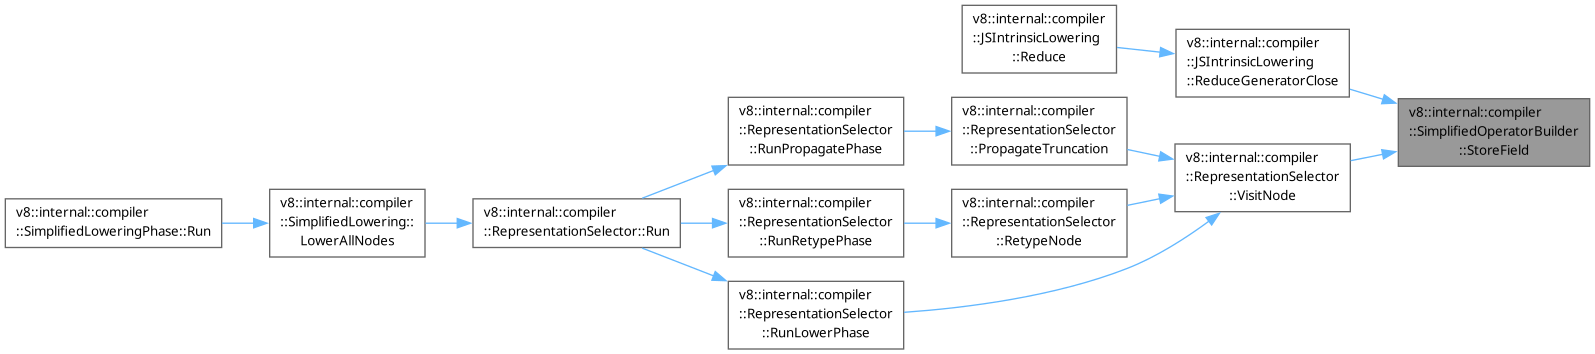 v8::internal::compiler
::JSIntrinsicLowering
::Reduce
v8::internal::compiler
::JSIntrinsicLowering
::ReduceGeneratorClose
v8::internal::compiler
::SimplifiedOperatorBuilder
::StoreField
v8::internal::compiler
::RepresentationSelector
::RunPropagatePhase
v8::internal::compiler
::RepresentationSelector
::PropagateTruncation
v8::internal::compiler
::RepresentationSelector
::VisitNode
v8::internal::compiler
::SimplifiedLoweringPhase::Run
v8::internal::compiler
::SimplifiedLowering::
LowerAllNodes
v8::internal::compiler
::RepresentationSelector::Run
v8::internal::compiler
::RepresentationSelector
::RunRetypePhase
v8::internal::compiler
::RepresentationSelector
::RetypeNode
v8::internal::compiler
::RepresentationSelector
::RunLowerPhase